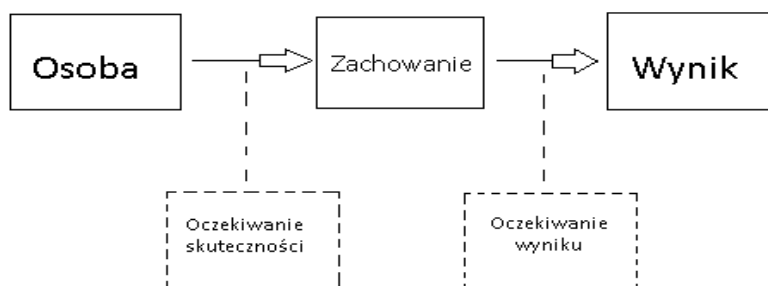 Osoba
Zachowanie
Wynik
Oczekiwanie
skuteczności
Oczekiwanie
wyniku